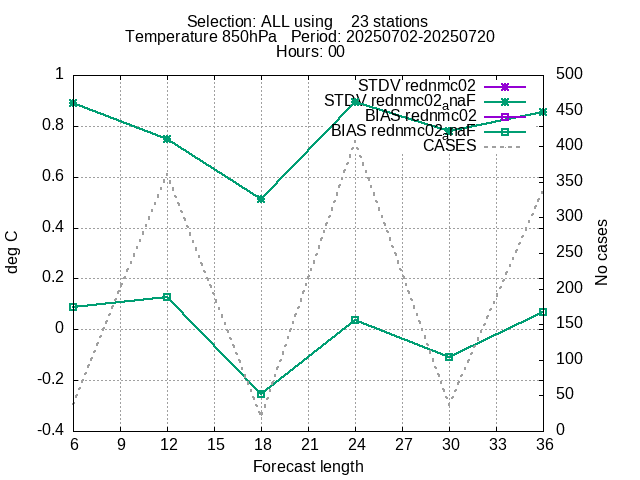 Selection: ALL using    23 stations
Temperature 850hPa   Period: 20250702-20250720
Hours: 00
1
0.8
0.6
0.4
0.2
0
-0.2
-0.4
500
450
400
350
300
250
200
150
100
50
0
STDV rednmc02
STDV rednmc02_anaF
BIAS rednmc02
BIAS rednmc02_anaF
CASES
deg C
No cases
6 9 12 15 18 21 24 27 30 33 36
Forecast length